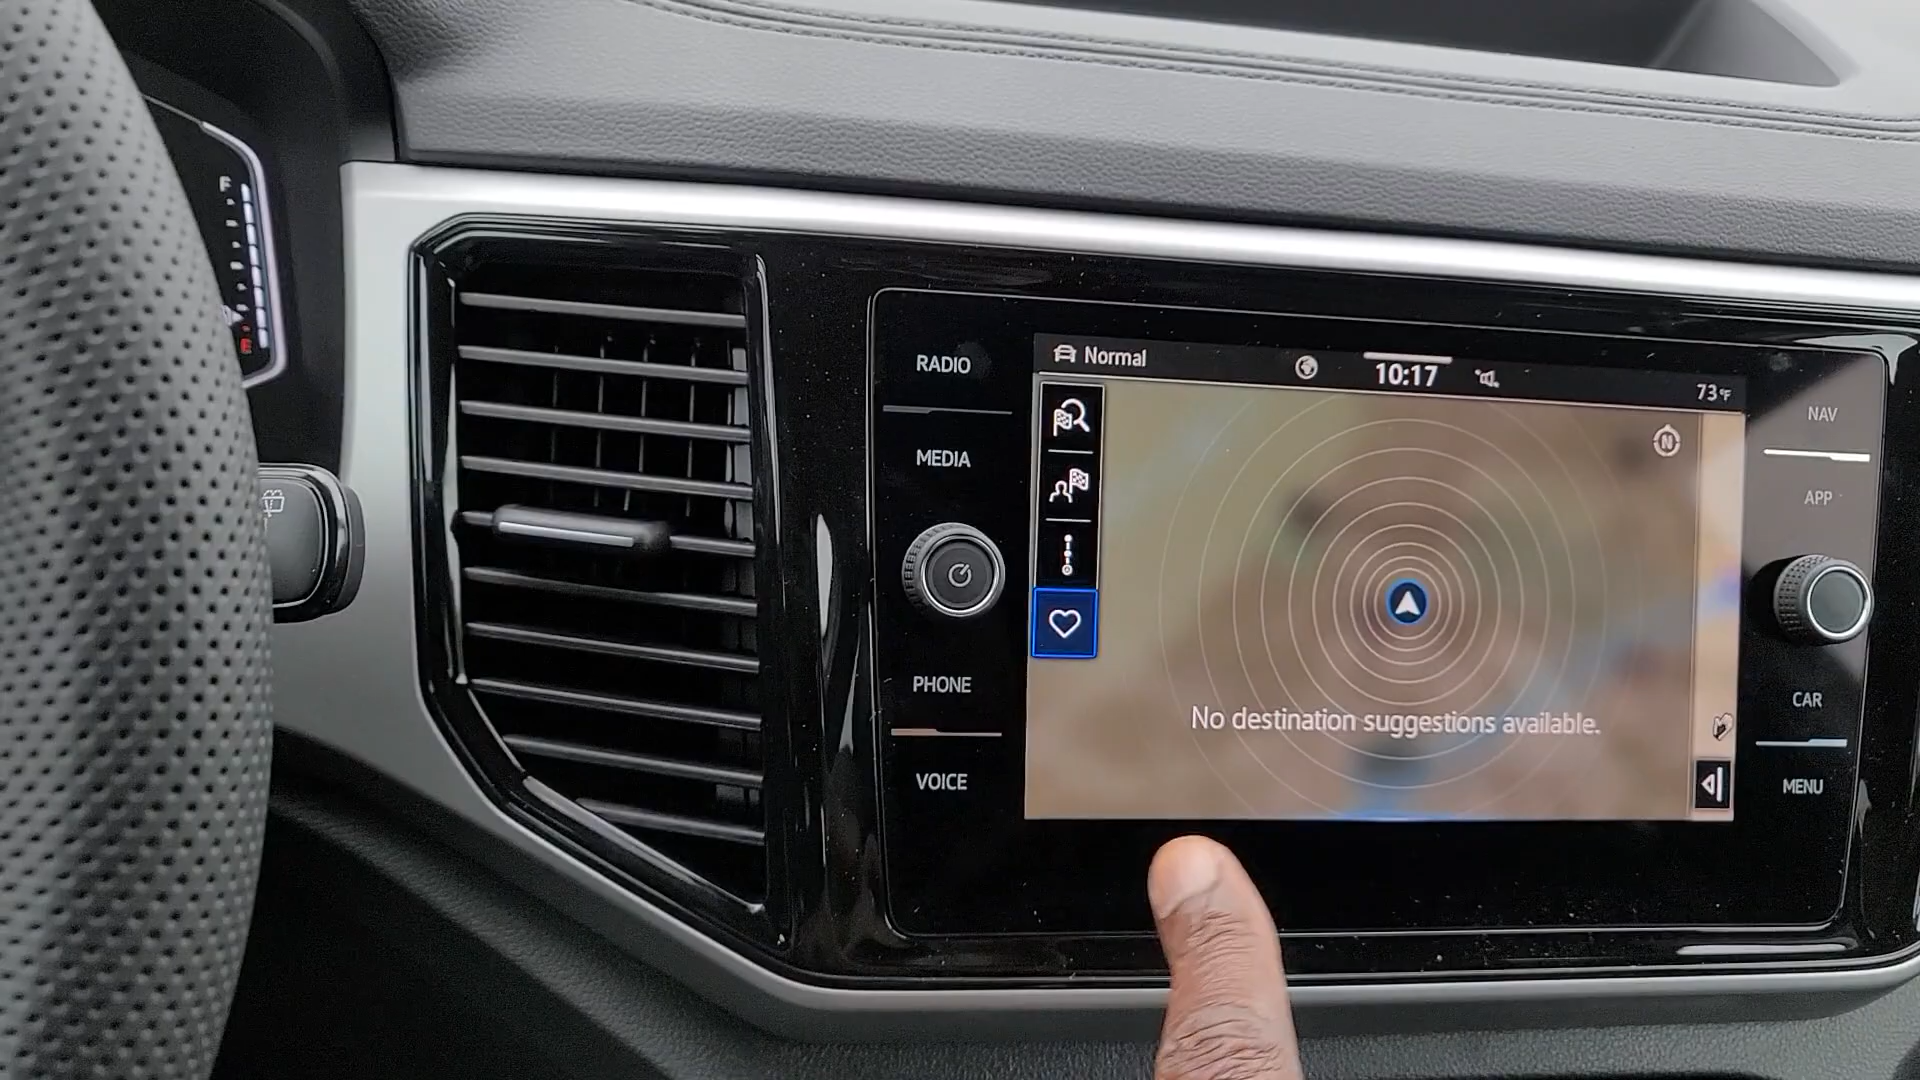 F
E
RADIO
MEDIA
PHONE
VOICE
Normal
10:17
73°F
N
No destination suggestions available.
NAV
APP
CAR
MENU